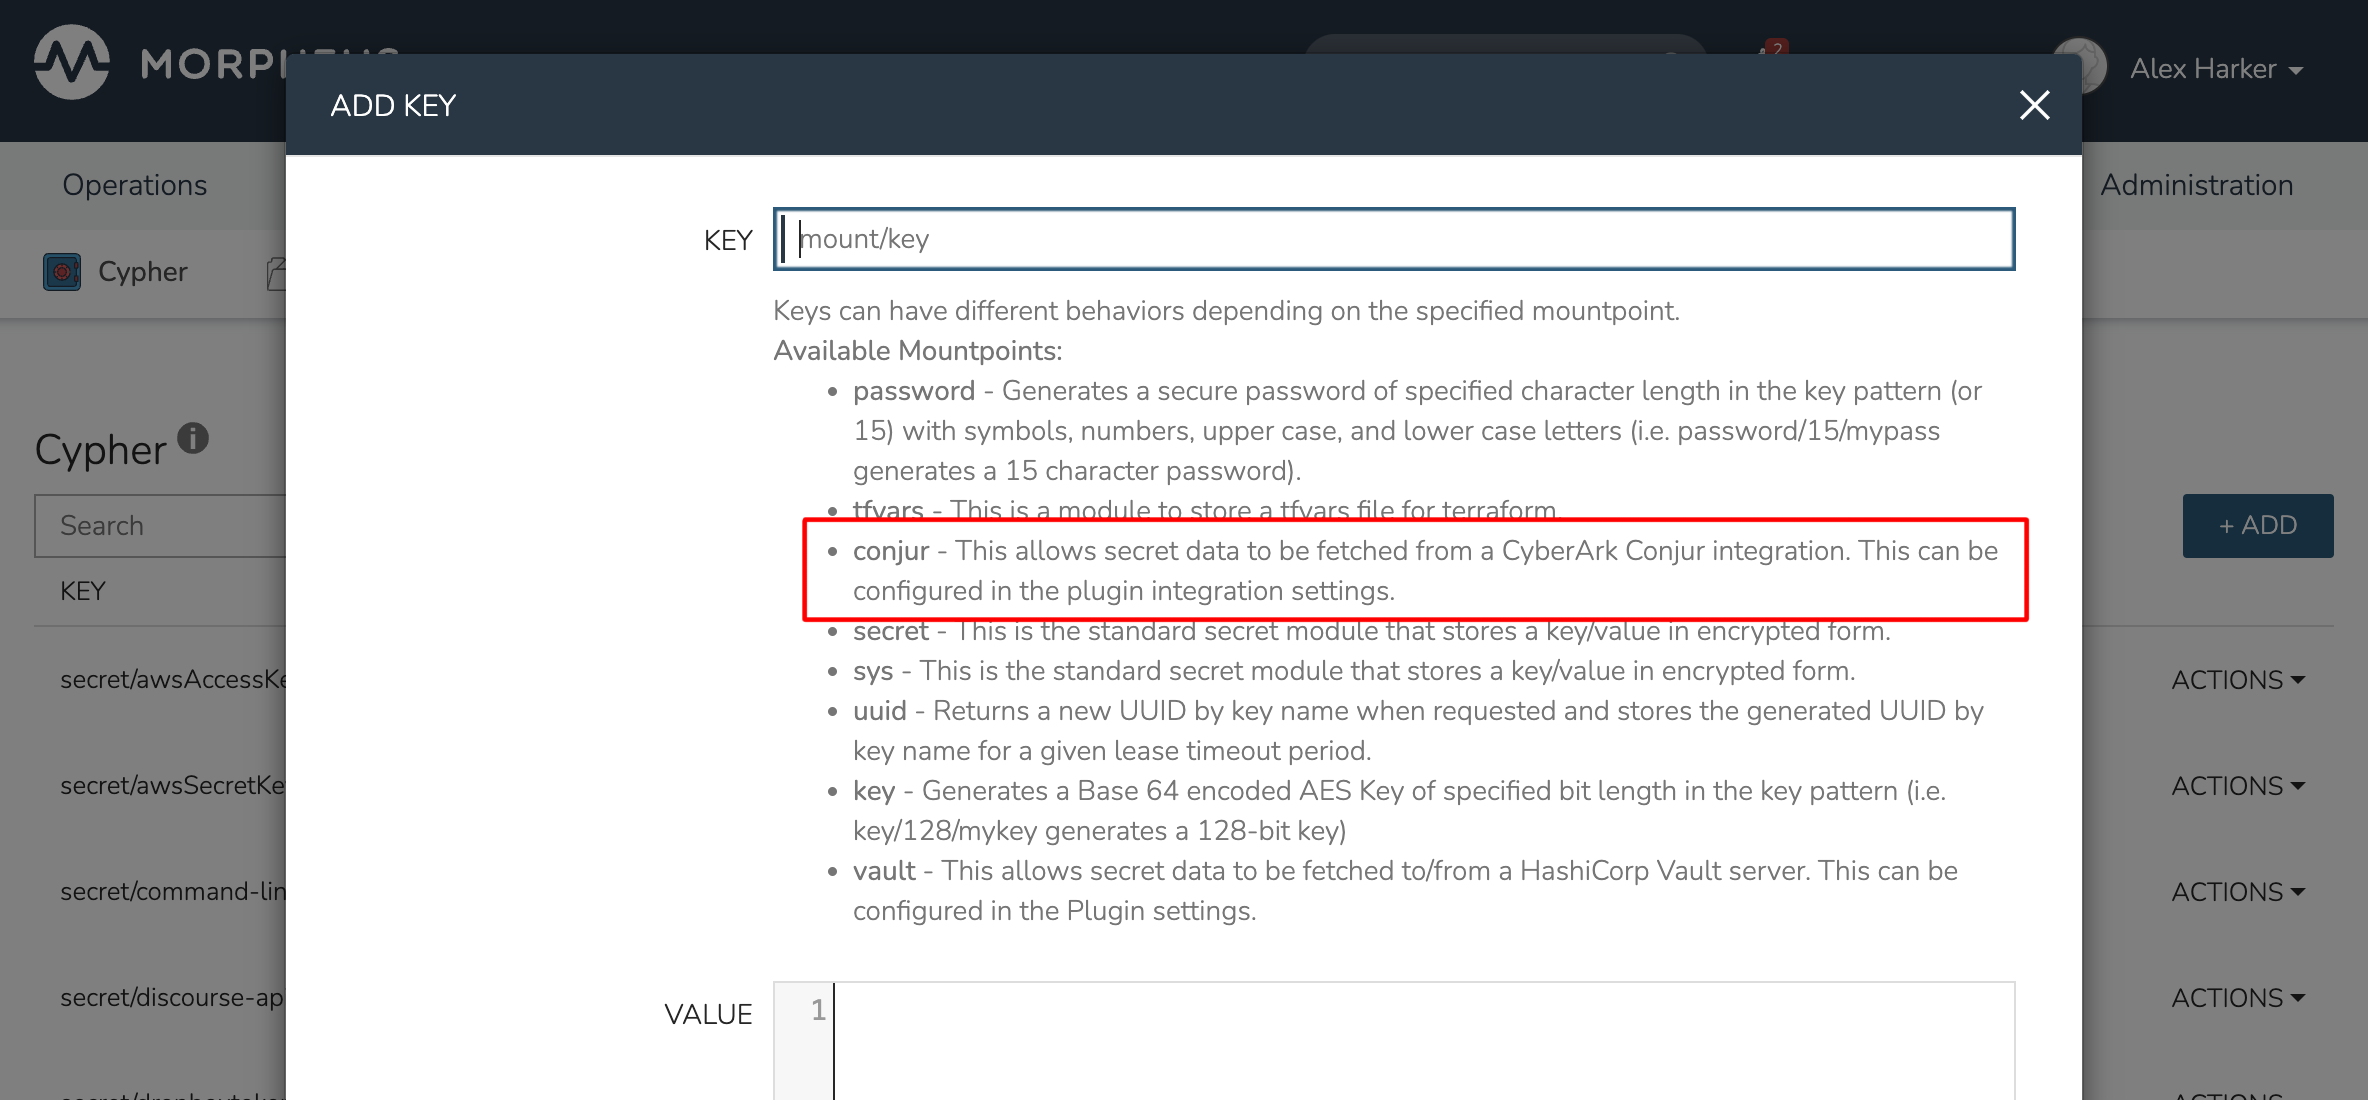 MORPHEUS
2
Alex Harker
ADD KEY
Operations
Administration
Cypher
KEY
mount/key
Keys can have different behaviors depending on the specified mountpoint.
Available Mountpoints:
• password - Generates a secure password of specified character length in the key pattern (or
15) with symbols, numbers, upper case, and lower case letters (i.e. password/15/mypass
generates a 15 character password).
• tfvars - This is a module to store a tfvars file for terraform.
• conjur - This allows secret data to be fetched from a CyberArk Conjur integration. This can be
configured in the plugin integration settings.
• secret - This is the standard secret module that stores a key/value in encrypted form.
• sys - This is the standard secret module that stores a key/value in encrypted form.
• uuid - Returns a new UUID by key name when requested and stores the generated UUID by
key name for a given lease timeout period.
• key - Generates a Base 64 encoded AES Key of specified bit length in the key pattern (i.e.
key/128/mykey generates a 128-bit key)
• vault - This allows secret data to be fetched to/from a HashiCorp Vault server. This can be
configured in the Plugin settings.
VALUE
1
Cypher
Search
+ ADD
KEY
secret/awsAccessKe
ACTIONS
secret/awsSecretKe
ACTIONS
secret/command-lin
ACTIONS
secret/discourse-ap
ACTIONS